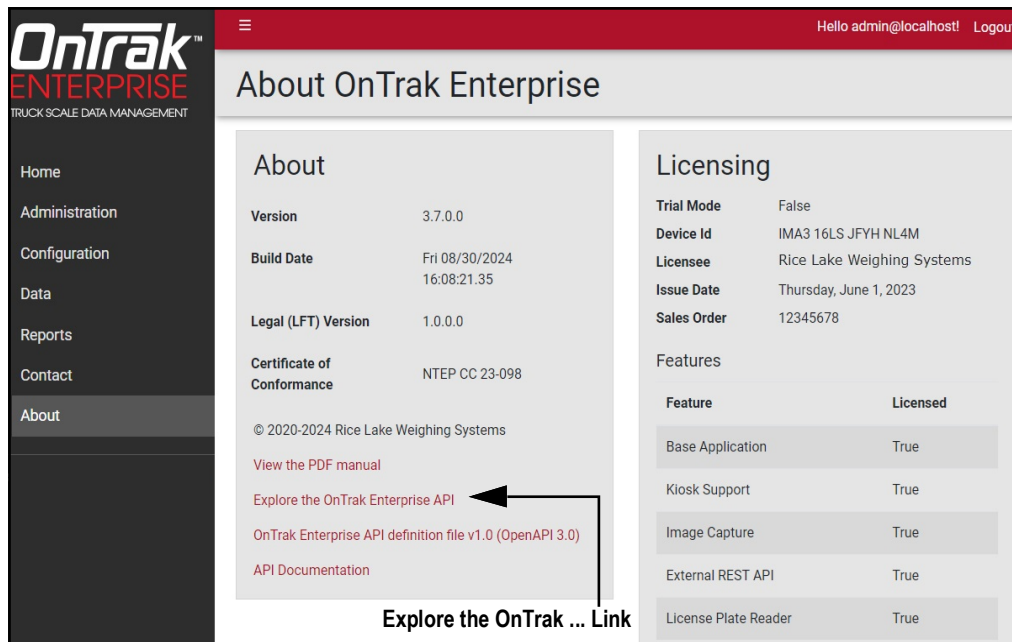 OnTrak™
ENTERPRISE
TRUCK SCALE DATA MANAGEMENT
Home
Administration
Configuration
Data
Reports
Contact
About
☰
Hello admin@localhost! Logout
About OnTrak Enterprise
About
Version 3.7.0.0
Build Date Fri 08/30/2024
16:08:21.35
Legal (LFT) Version 1.0.0.0
Certificate of
Conformance NTEP CC 23-098
© 2020-2024 Rice Lake Weighing Systems
View the PDF manual
Explore the OnTrak Enterprise API
OnTrak Enterprise API definition file v1.0 (OpenAPI 3.0)
API Documentation
Explore the OnTrak ... Link
Licensing
Trial Mode False
Device Id IMA3 16LS JFYH NL4M
Licensee Rice Lake Weighing Systems
Issue Date Thursday, June 1, 2023
Sales Order 12345678
Features
Feature Licensed
Base Application True
Kiosk Support True
Image Capture True
External REST API True
License Plate Reader True